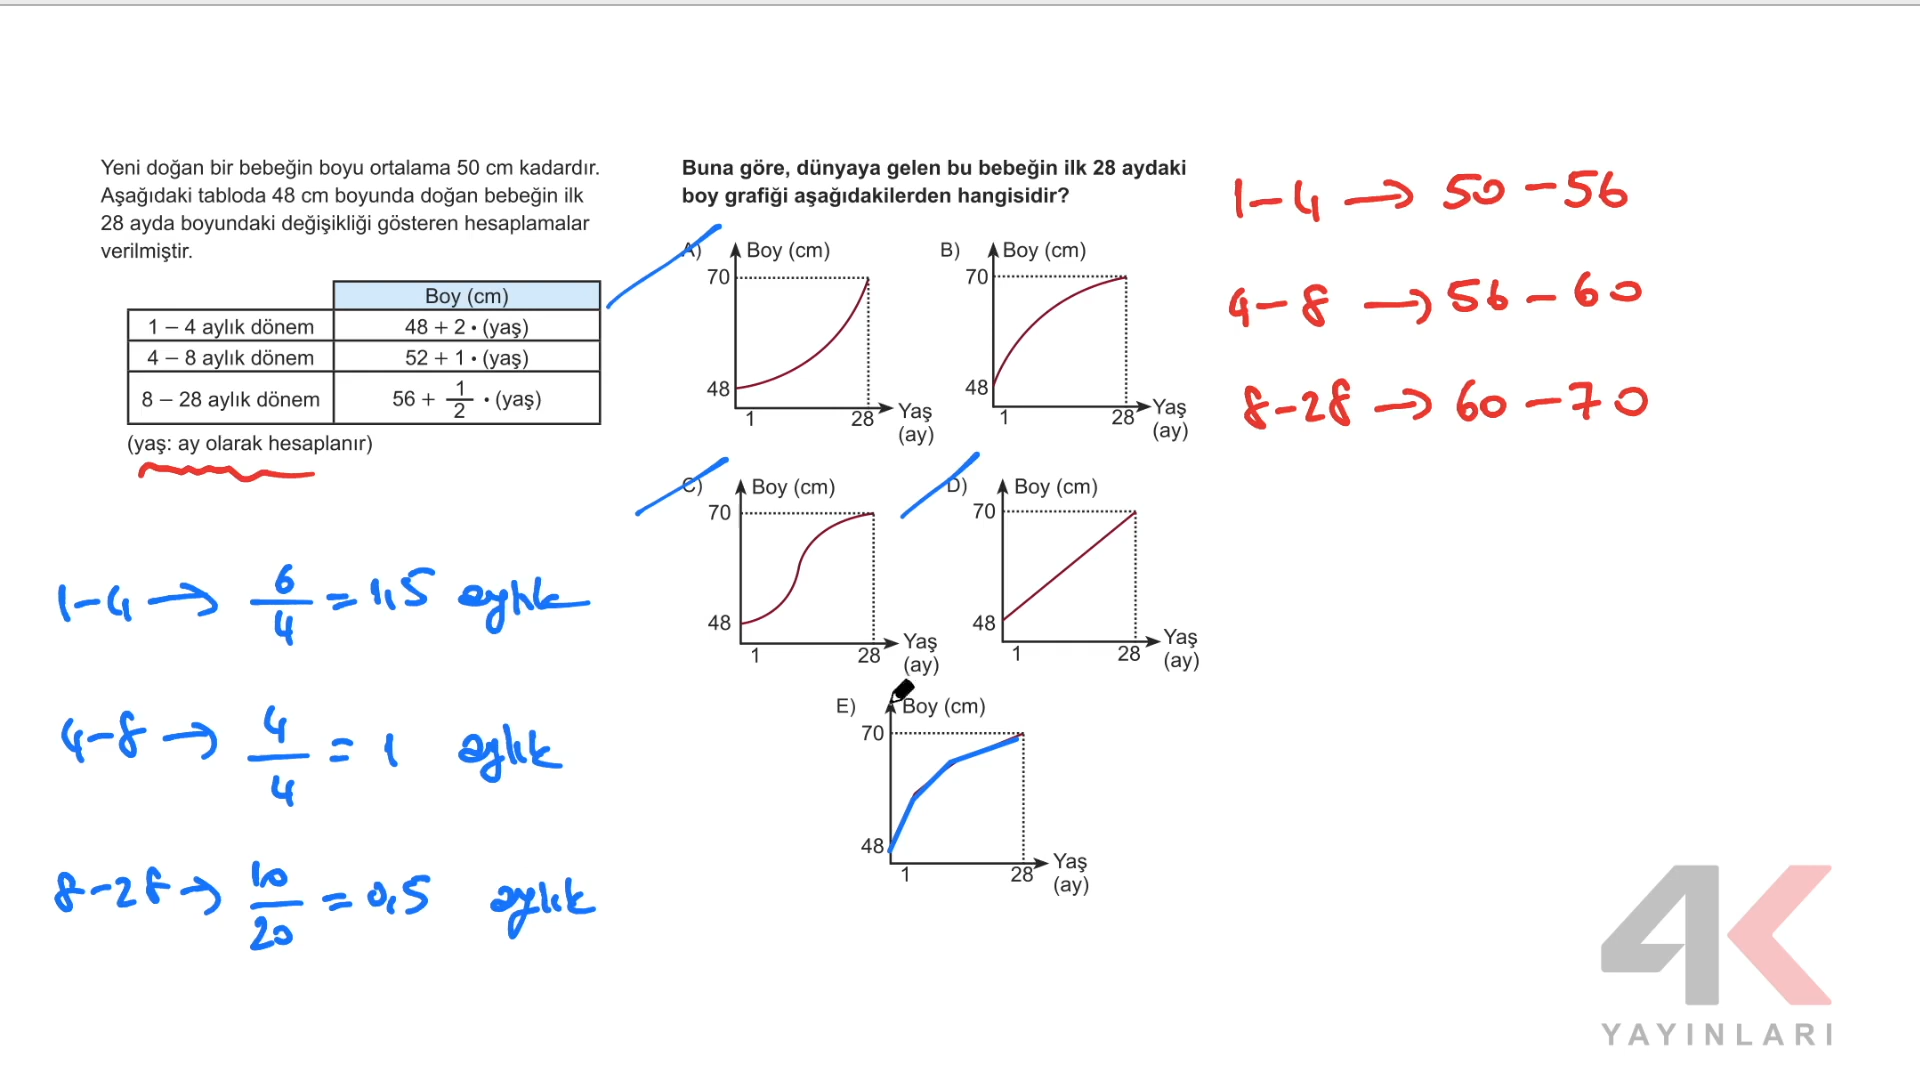 Yeni doğan bir bebeğin boyu ortalama 50 cm kadardır.
Aşağıdaki tabloda 48 cm boyunda doğan bebeğin ilk
28 ayda boyundaki değişikliği gösteren hesaplamalar
verilmiştir.
Boy (cm)
1 – 4 aylık dönem 48 + 2 • (yaş)
4 – 8 aylık dönem 52 + 1 • (yaş)
8 – 28 aylık dönem 56 + 1/2 • (yaş)
(yaş: ay olarak hesaplanır)
1-4 → 6/4 = 1,5 aylık
4-8 → 4/4 = 1 aylık
8-28 → 10/20 = 0,5 aylık
Buna göre, dünyaya gelen bu bebeğin ilk 28 aydaki
boy grafiği aşağıdakilerden hangisidir?
A) Boy (cm)
70
48
1 28 Yaş
(ay)
B) Boy (cm)
70
48
1 28 Yaş
(ay)
C) Boy (cm)
70
48
1 28 Yaş
(ay)
D) Boy (cm)
70
48
1 28 Yaş
(ay)
E) Boy (cm)
70
48
1 28 Yaş
(ay)
1-4 → 50-56
4-8 → 56-60
8-28 → 60-70
4K
YAYINLARI